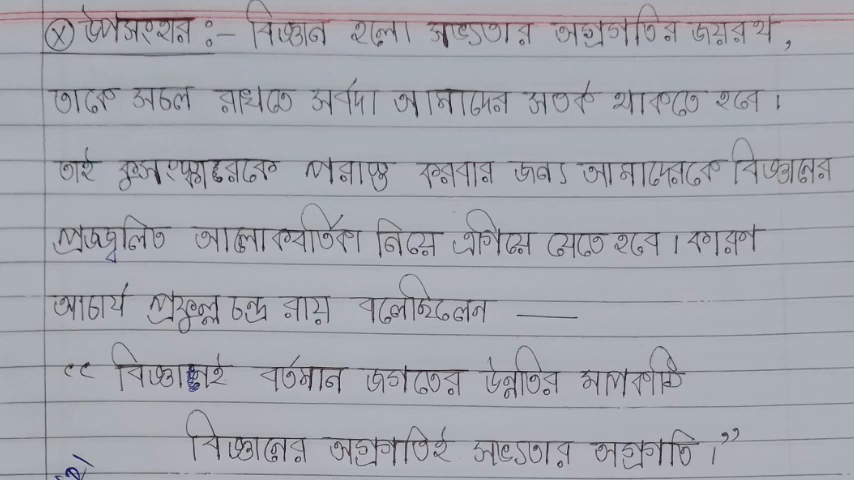 ⓧ উপসংহার :- বিজ্ঞান হলো সভ্যতার অগ্রগতির জয়রথ,
তাকে সচল রাখতে সর্বদা আমাদের সতর্ক থাকতে হবে।
তাই কুসংস্কারকে পরাস্ত করবার জন্য আমাদেরকে বিজ্ঞানের
প্রজ্জ্বলিত আলোকবর্তিকা নিয়ে এগিয়ে যেতে হবে। কারণ
আচার্য প্রফুল্ল চন্দ্র রায় বলেছিলেন —
“ বিজ্ঞানই বর্তমান জগতের উন্নতির মাপকাঠি
বিজ্ঞানের অগ্রগতিই সভ্যতার অগ্রগতি।”